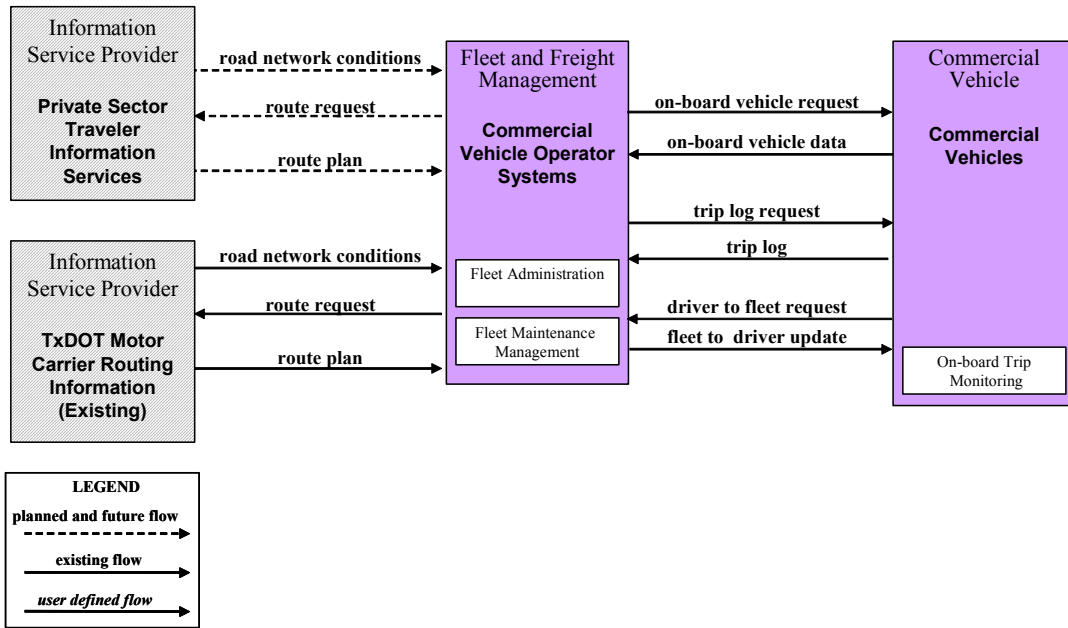 Information
Service Provider
Private Sector
Traveler
Information
Services
road network conditions
route request
route plan
Fleet and Freight
Management
Commercial
Vehicle Operator
Systems
Fleet Administration
Fleet Maintenance
Management
on-board vehicle request
on-board vehicle data
trip log request
trip log
driver to fleet request
fleet to driver update
Commercial
Vehicle
Commercial
Vehicles
On-board Trip
Monitoring
Information
Service Provider
TxDOT Motor
Carrier Routing
Information
(Existing)
road network conditions
route request
route plan
LEGEND
planned and future flow
existing flow
user defined flow